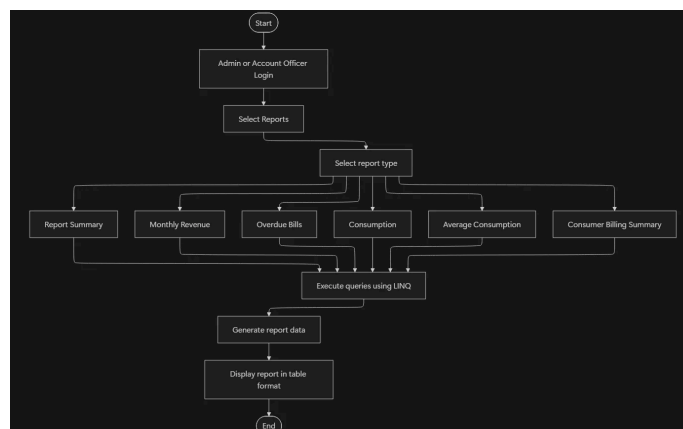 Start
Admin or Account Officer
Login
Select Reports
Select report type
Report Summary
Monthly Revenue
Overdue Bills
Consumption
Average Consumption
Consumer Billing Summary
Execute queries using LINQ
Generate report data
Display report in table
format
End